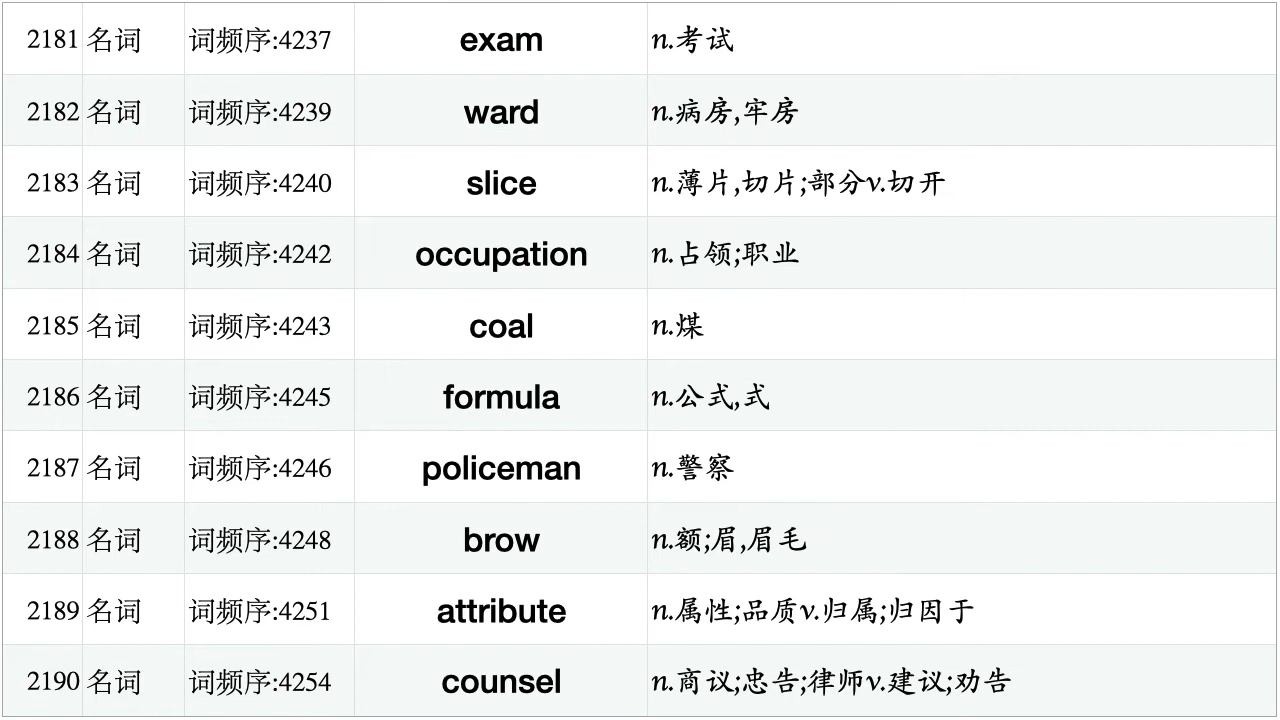 2181 名词 词频序:4237 exam n.考试
2182 名词 词频序:4239 ward n.病房,牢房
2183 名词 词频序:4240 slice n.薄片,切片;部分v.切开
2184 名词 词频序:4242 occupation n.占领;职业
2185 名词 词频序:4243 coal n.煤
2186 名词 词频序:4245 formula n.公式,式
2187 名词 词频序:4246 policeman n.警察
2188 名词 词频序:4248 brow n.额;眉,眉毛
2189 名词 词频序:4251 attribute n.属性;品质v.归属;归因于
2190 名词 词频序:4254 counsel n.商议;忠告;律师v.建议;劝告